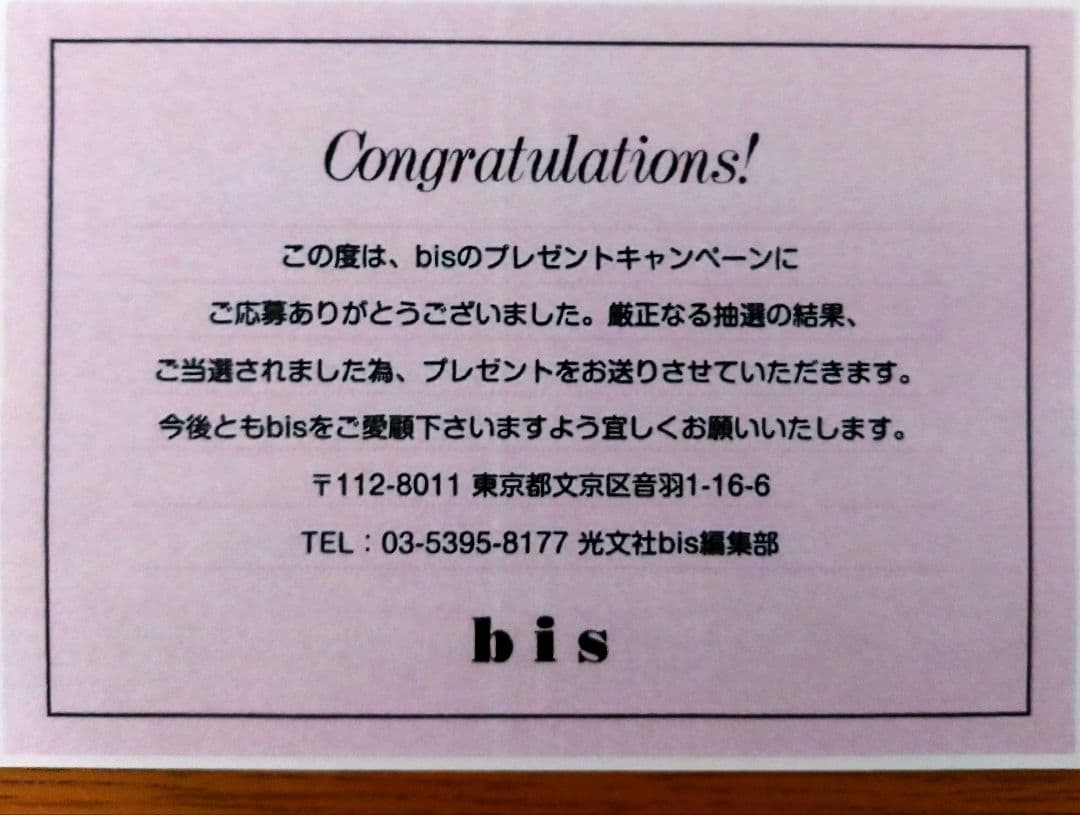 Congratulations!
この度は、bisのプレゼントキャンペーンに
ご応募ありがとうございました。厳正なる抽選の結果、
ご当選されました為、プレゼントをお送りさせていただきます。
今後ともbisをご愛顧下さいますよう宜しくお願いいたします。
〒112-8011 東京都文京区音羽1-16-6
TEL：03-5395-8177 光文社bis編集部
bis